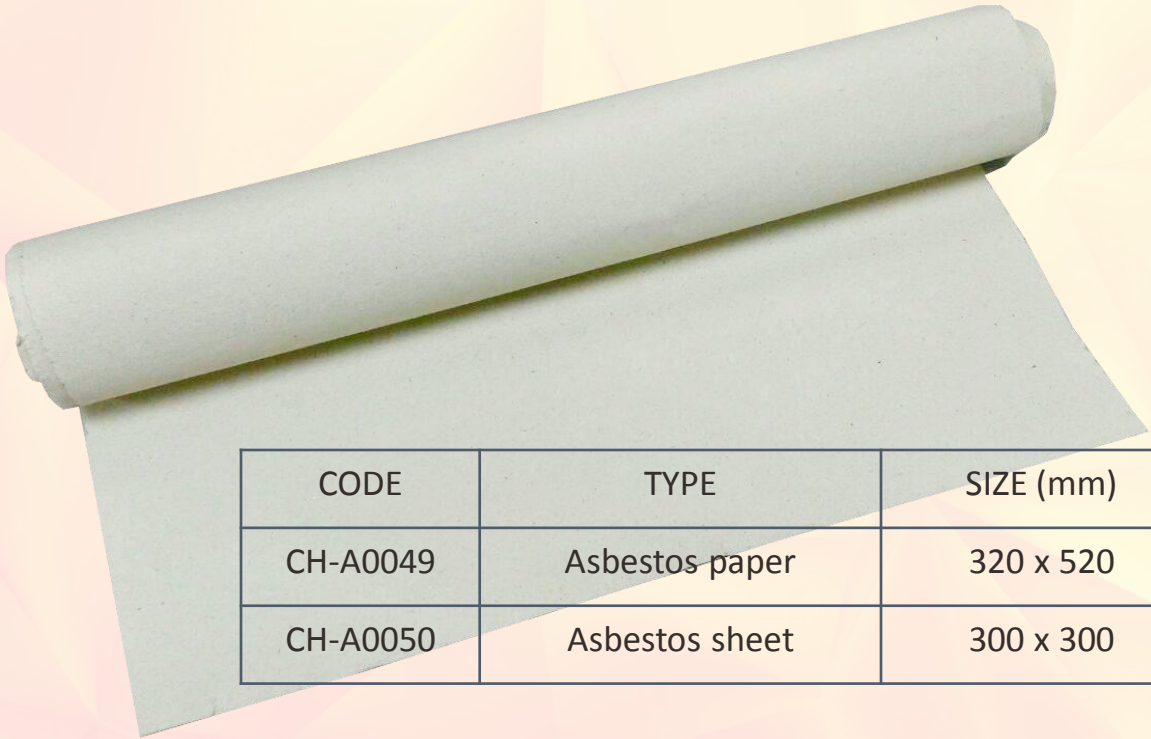 CODE TYPE SIZE (mm)
CH-A0049 Asbestos paper 320 x 520
CH-A0050 Asbestos sheet 300 x 300